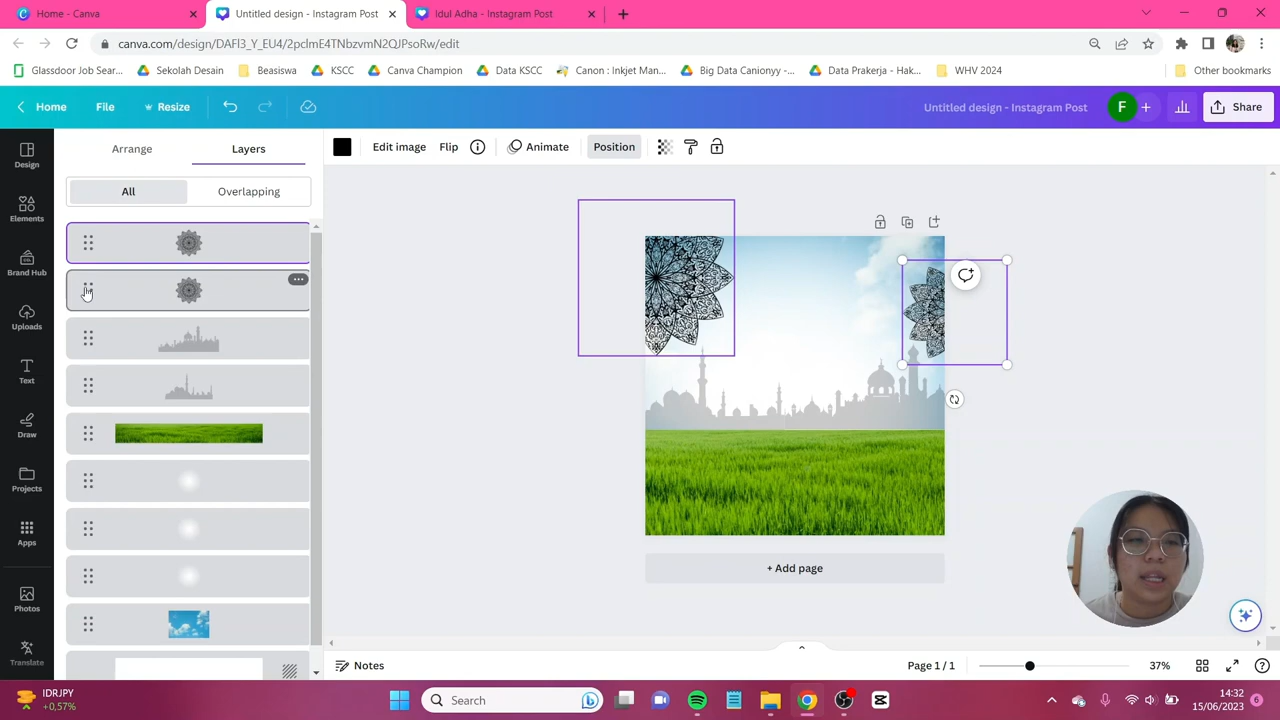 Home - Canva
Untitled design - Instagram Post
Idul Adha - Instagram Post
canva.com/design/DAFl3_Y_EU4/2pclmE4TNbzvmN2QJPsoRw/edit
Glassdoor Job Sear...
Sekolah Desain
Beasiswa
KSCC
Canva Champion
Data KSCC
Canon : Inkjet Man...
Big Data Canionyy -...
Data Prakerja - Hak...
WHV 2024
Other bookmarks
Home
File
Resize
Untitled design - Instagram Post
F
Share
Design
Elements
Brand Hub
Uploads
Text
Draw
Projects
Apps
Photos
Translate
Arrange
Layers
All
Overlapping
Edit image
Flip
Animate
Position
+ Add page
Notes
Page 1 / 1
37%
IDRJPY
+0,57%
Search
14:32
15/06/2023
6